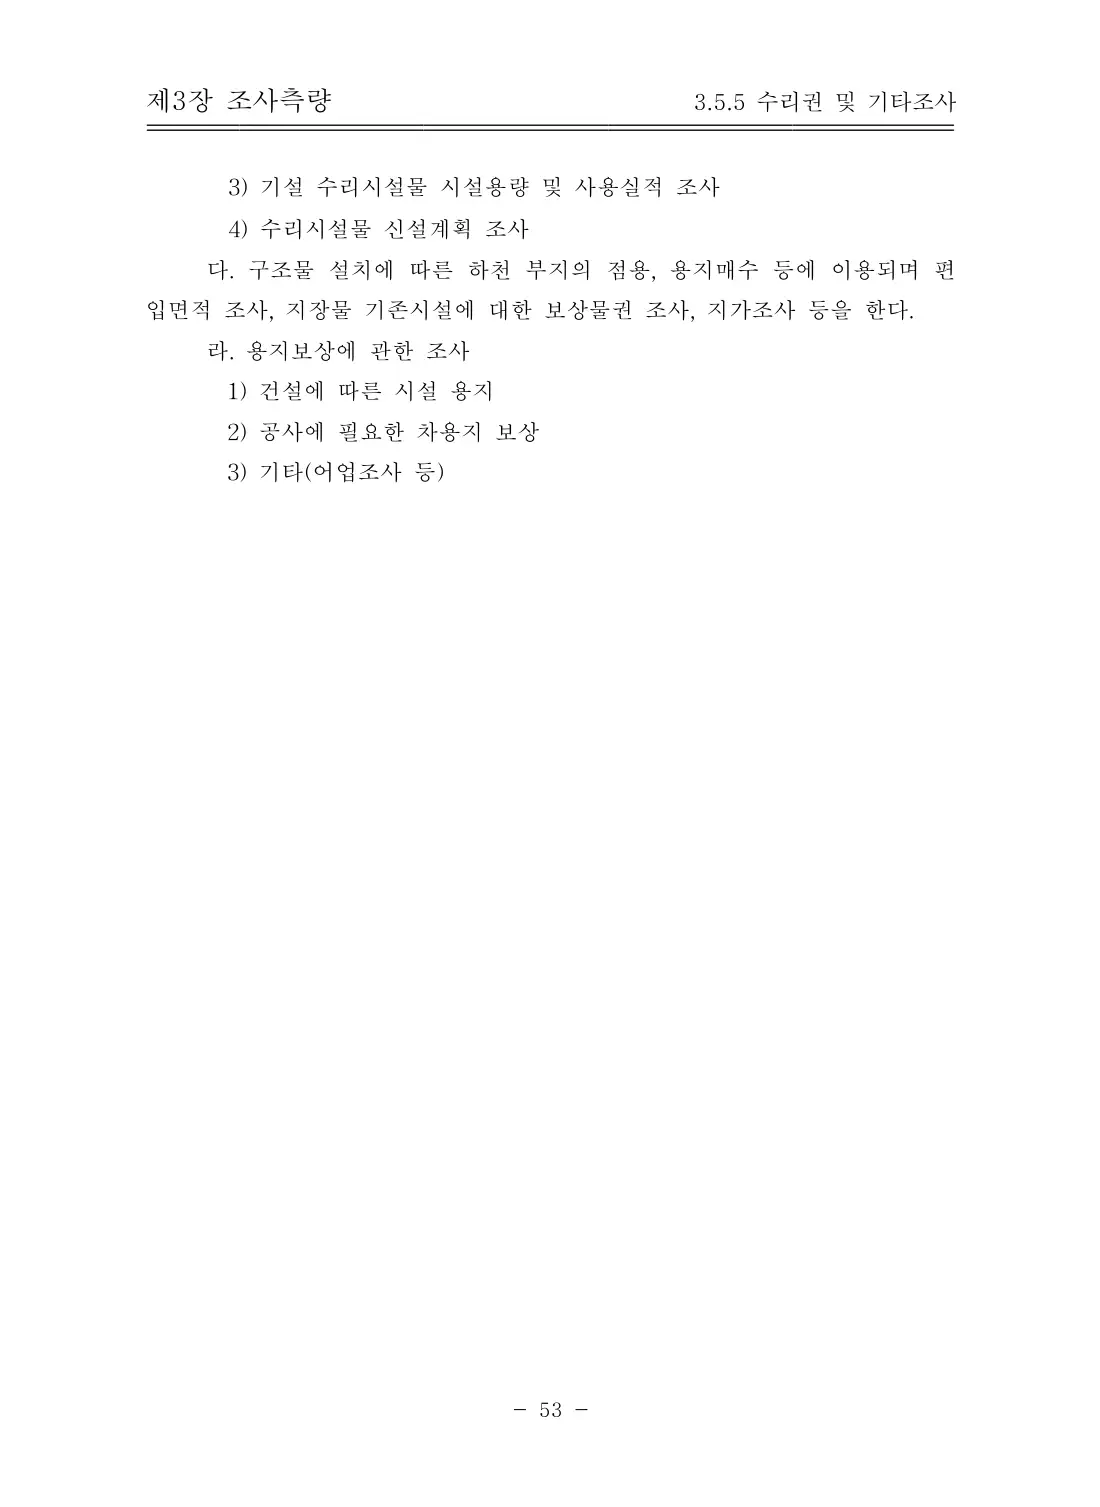 제3장 조사측량
3.5.5 수리권 및 기타조사
3) 기설 수리시설물 시설용량 및 사용실적 조사
4) 수리시설물 신설계획 조사
다. 구조물 설치에 따른 하천 부지의 점용, 용지매수 등에 이용되며 편
입면적 조사, 지장물 기존시설에 대한 보상물권 조사, 지가조사 등을 한다.
라. 용지보상에 관한 조사
1) 건설에 따른 시설 용지
2) 공사에 필요한 차용지 보상
3) 기타(어업조사 등)
- 53 -